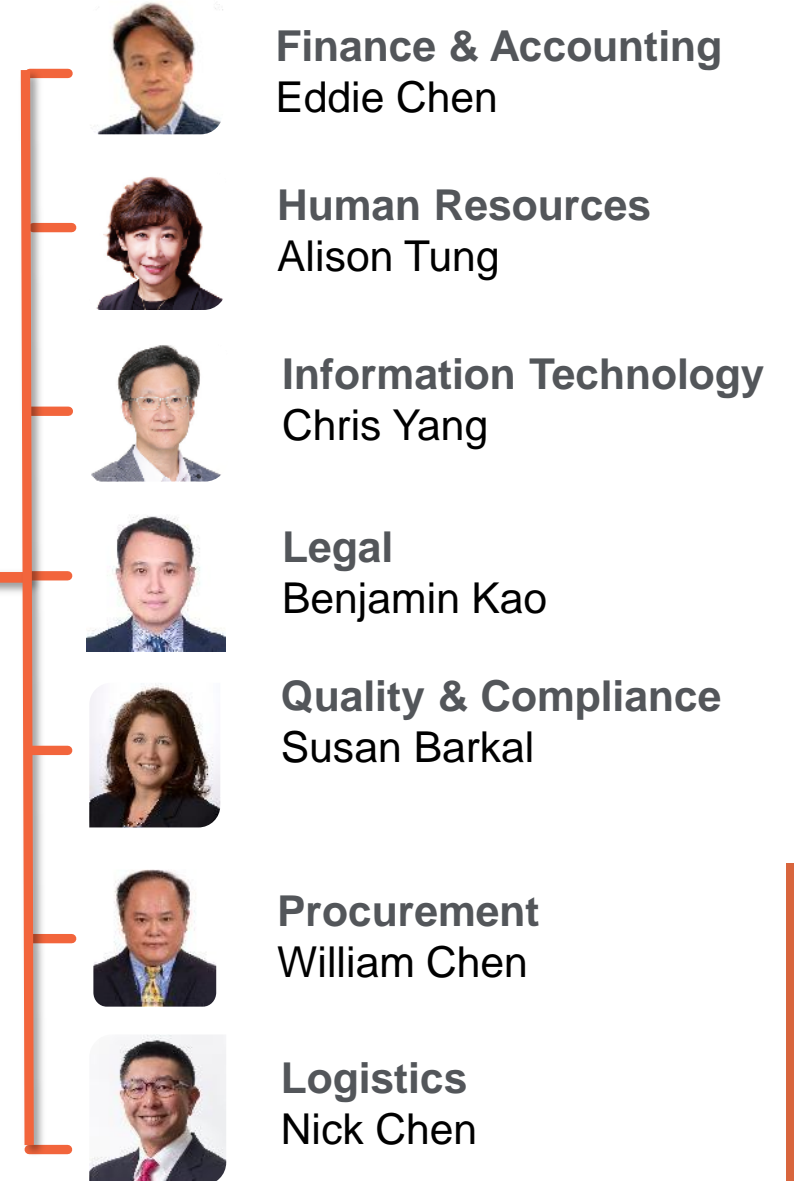 Finance & Accounting
Eddie Chen
Human Resources
Alison Tung
Information Technology
Chris Yang
Legal
Benjamin Kao
Quality & Compliance
Susan Barkal
Procurement
William Chen
Logistics
Nick Chen